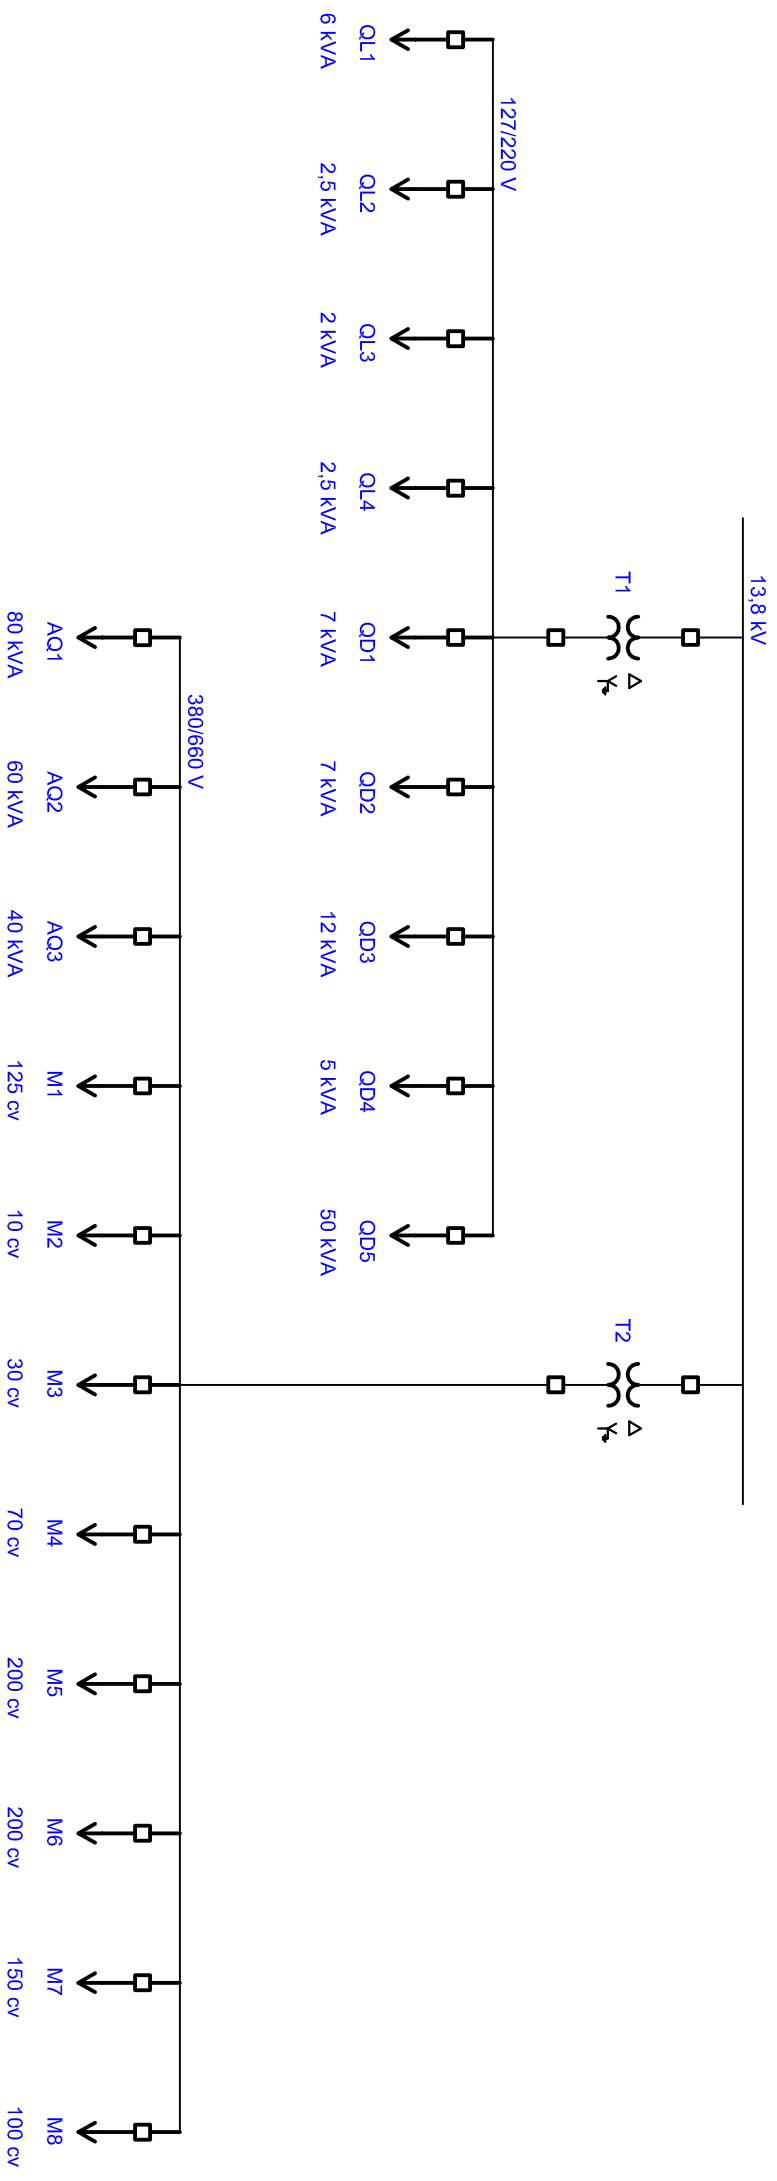 13,8 kV
T1
T2
127/220 V
QL1
6 kVA
QL2
2,5 kVA
QL3
2 kVA
QL4
2,5 kVA
QD1
7 kVA
QD2
7 kVA
QD3
12 kVA
QD4
5 kVA
QD5
50 kVA
380/660 V
AQ1
80 kVA
AQ2
60 kVA
AQ3
40 kVA
M1
125 cv
M2
10 cv
M3
30 cv
M4
70 cv
M5
200 cv
M6
200 cv
M7
150 cv
M8
100 cv